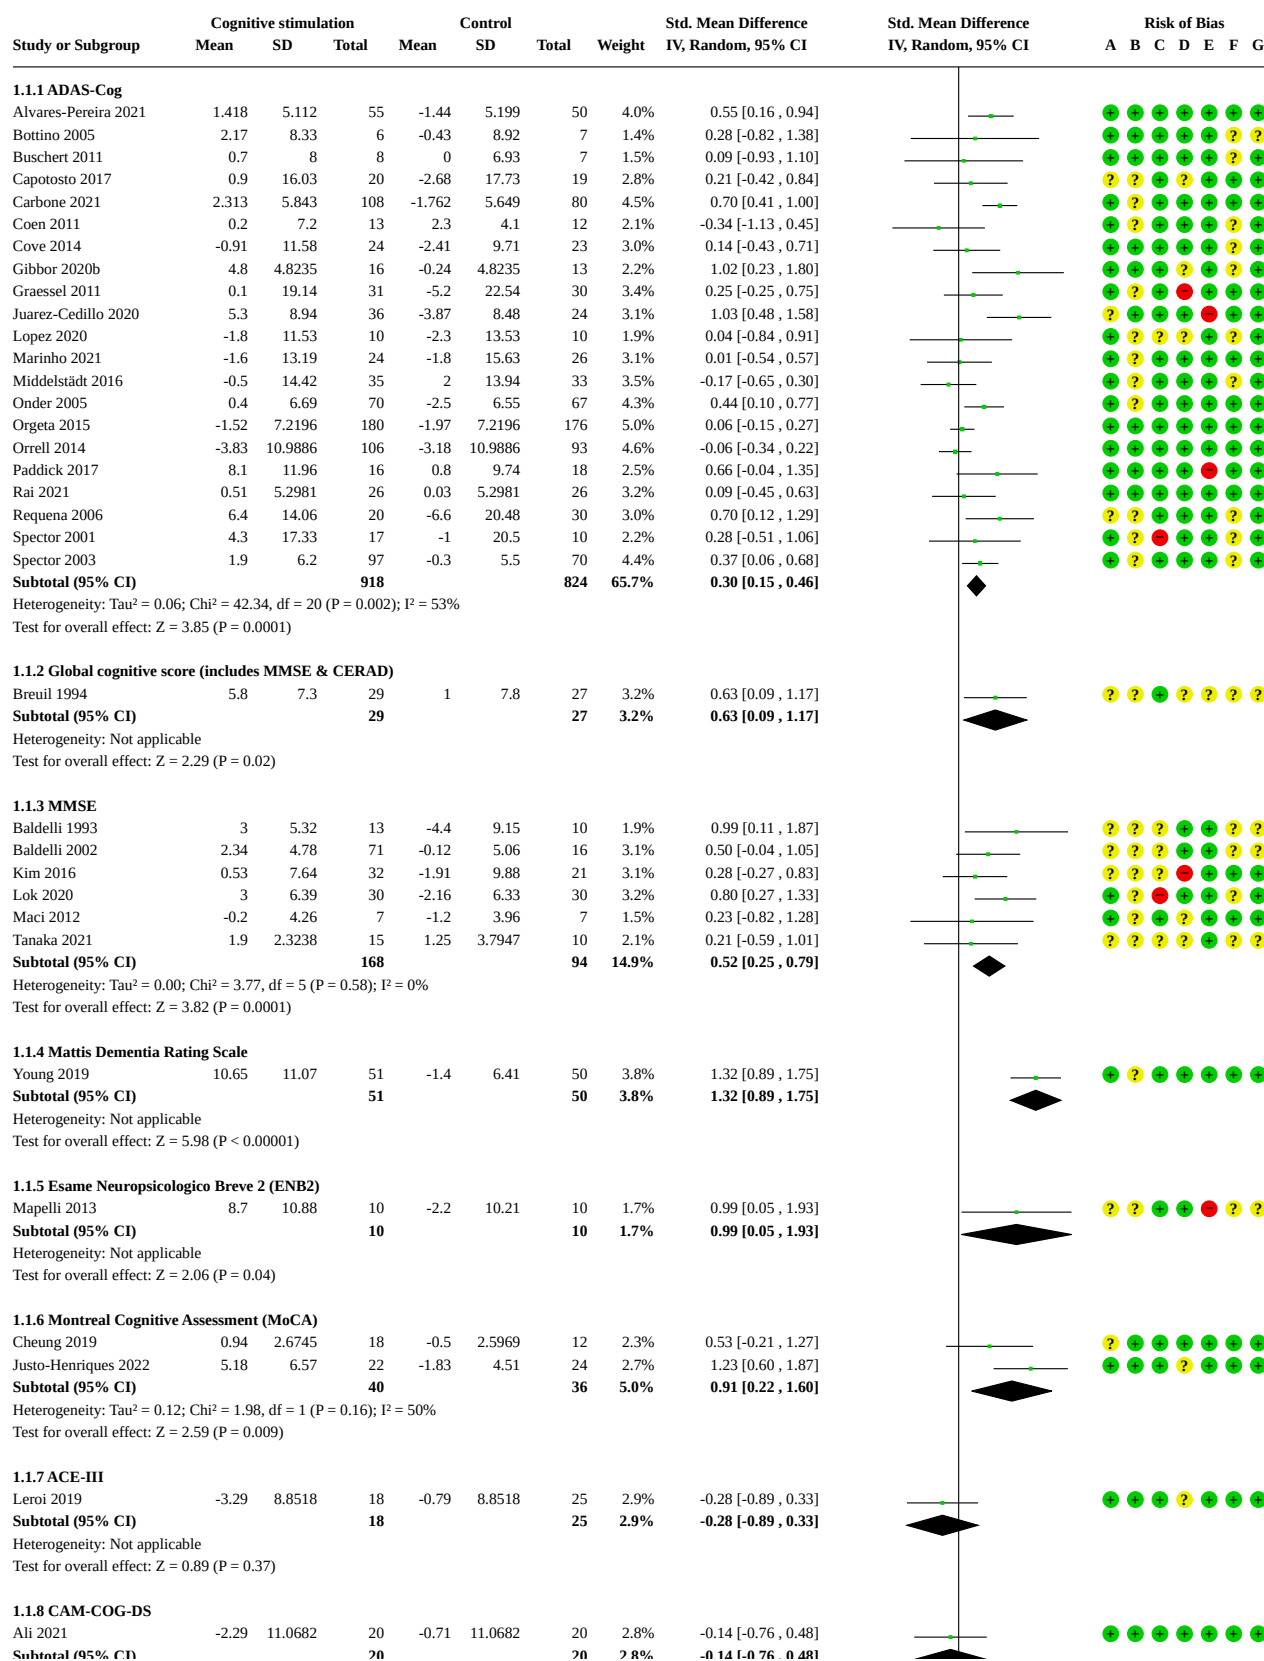 Cognitive stimulation Control Std. Mean Difference Std. Mean Difference Risk of Bias
Study or Subgroup Mean SD Total Mean SD Total Weight IV, Random, 95% CI IV, Random, 95% CI A B C D E F G
1.1.1 ADAS-Cog
Alvares-Pereira 2021 1.418 5.112 55 -1.44 5.199 50 4.0% 0.55 [0.16 , 0.94] + + + + + + +
Bottino 2005 2.17 8.33 6 -0.43 8.92 7 1.4% 0.28 [-0.82 , 1.38] + + + + + ? ?
Buschert 2011 0.7 8 8 0 6.93 7 1.5% 0.09 [-0.93 , 1.10] + + + + + ? +
Capotosto 2017 0.9 16.03 20 -2.68 17.73 19 2.8% 0.21 [-0.42 , 0.84] ? ? + ? + + +
Carbone 2021 2.313 5.843 108 -1.762 5.649 80 4.5% 0.70 [0.41 , 1.00] + ? + + + + +
Coen 2011 0.2 7.2 13 2.3 4.1 12 2.2% -0.34 [-1.13 , 0.45] + ? + + + ? +
Cove 2014 -0.91 11.58 24 -2.41 9.71 23 3.0% 0.14 [-0.43 , 0.71] + + + + + ? +
Gibbor 2020b 4.8 4.8235 16 -0.24 4.8235 13 2.2% 1.02 [0.23 , 1.80] + + + ? + ? +
Graessel 2011 0.1 19.14 31 -5.2 22.54 30 3.4% 0.25 [-0.25 , 0.75] + ? + − + + +
Juarez-Cedillo 2020 5.3 8.94 36 -3.87 8.48 24 3.1% 1.03 [0.48 , 1.58] ? + + + − + +
Lopez 2020 -1.8 11.53 10 -2.3 13.53 10 1.9% 0.04 [-0.84 , 0.91] + ? ? ? + ? +
Marinho 2021 -1.6 13.19 24 -1.8 15.63 26 3.1% 0.01 [-0.54 , 0.57] + ? + + + + +
Middelstädt 2016 -0.5 14.42 35 2 13.94 33 3.5% -0.17 [-0.65 , 0.30] + ? + + + ? +
Onder 2005 0.4 6.69 70 -2.5 6.55 67 4.3% 0.44 [0.10 , 0.77] + ? + + + + +
Orgeta 2015 -1.52 7.2196 180 -1.97 7.2196 176 5.0% 0.06 [-0.15 , 0.27] + + + + + + +
Orrell 2014 -3.83 10.9886 106 -3.18 10.9886 93 4.6% -0.06 [-0.34 , 0.22] + + + + + + +
Paddick 2017 8.1 11.96 16 0.8 9.74 18 2.5% 0.66 [-0.04 , 1.35] + + + + − + +
Rai 2021 0.51 5.2981 26 0.03 5.2981 26 3.2% 0.09 [-0.45 , 0.63] + + + + + + +
Requena 2006 6.4 14.06 20 -6.6 20.48 30 3.0% 0.70 [0.12 , 1.29] ? ? + + + ? +
Spector 2001 4.3 17.33 17 -1 20.5 10 2.2% 0.28 [-0.51 , 1.06] + ? − + + ? +
Spector 2003 1.9 6.2 97 -0.3 5.5 70 4.4% 0.37 [0.06 , 0.68] + ? + + + ? +
Subtotal (95% CI) 918 824 65.7% 0.30 [0.15 , 0.46]
Heterogeneity: Tau² = 0.06; Chi² = 42.34, df = 20 (P = 0.002); I² = 53%
Test for overall effect: Z = 3.85 (P = 0.0001)
1.1.2 Global cognitive score (includes MMSE & CERAD)
Breuil 1994 5.8 7.3 29 1 7.8 27 3.2% 0.63 [0.09 , 1.17] ? ? + ? ? ? ?
Subtotal (95% CI) 29 27 3.2% 0.63 [0.09 , 1.17]
Heterogeneity: Not applicable
Test for overall effect: Z = 2.29 (P = 0.02)
1.1.3 MMSE
Baldelli 1993 3 5.32 13 -4.4 9.15 10 1.9% 0.99 [0.11 , 1.87] ? ? ? + + ? ?
Baldelli 2002 2.34 4.78 71 -0.12 5.06 16 3.1% 0.50 [-0.04 , 1.05] ? ? ? + + ? ?
Kim 2016 0.53 7.64 32 -1.91 9.88 21 3.1% 0.28 [-0.27 , 0.83] ? ? ? − + ? +
Lok 2020 3 6.39 30 -2.16 6.33 30 3.2% 0.80 [0.27 , 1.33] + ? − + + ? +
Maci 2012 -0.2 4.26 7 -1.2 3.96 7 1.5% 0.23 [-0.82 , 1.28] + ? + ? + + +
Tanaka 2021 1.9 2.3238 15 1.25 3.7947 10 2.1% 0.21 [-0.59 , 1.01] ? ? ? ? + ? ?
Subtotal (95% CI) 168 94 14.9% 0.52 [0.25 , 0.79]
Heterogeneity: Tau² = 0.00; Chi² = 3.77, df = 5 (P = 0.58); I² = 0%
Test for overall effect: Z = 3.82 (P = 0.0001)
1.1.4 Mattis Dementia Rating Scale
Young 2019 10.65 11.07 51 -1.4 6.41 50 3.8% 1.32 [0.89 , 1.75] + ? + + + + +
Subtotal (95% CI) 51 50 3.8% 1.32 [0.89 , 1.75]
Heterogeneity: Not applicable
Test for overall effect: Z = 5.98 (P < 0.00001)
1.1.5 Esame Neuropsicologico Breve 2 (ENB2)
Mapelli 2013 8.7 10.88 10 -2.2 10.21 10 1.7% 0.99 [0.05 , 1.93] ? ? + + − ? ?
Subtotal (95% CI) 10 10 1.7% 0.99 [0.05 , 1.93]
Heterogeneity: Not applicable
Test for overall effect: Z = 2.06 (P = 0.04)
1.1.6 Montreal Cognitive Assessment (MoCA)
Cheung 2019 0.94 2.6745 18 -0.5 2.5969 12 2.3% 0.53 [-0.21 , 1.27] ? + + + + + +
Justo-Henriques 2022 5.18 6.57 22 -1.83 4.51 24 2.7% 1.23 [0.60 , 1.87] + + + ? + + +
Subtotal (95% CI) 40 36 5.0% 0.91 [0.22 , 1.60]
Heterogeneity: Tau² = 0.12; Chi² = 1.98, df = 1 (P = 0.16); I² = 50%
Test for overall effect: Z = 2.59 (P = 0.009)
1.1.7 ACE-III
Leroi 2019 -3.29 8.8518 18 -0.79 8.8518 25 2.9% -0.28 [-0.89 , 0.33] + + + ? + + +
Subtotal (95% CI) 18 25 2.9% -0.28 [-0.89 , 0.33]
Heterogeneity: Not applicable
Test for overall effect: Z = 0.89 (P = 0.37)
1.1.8 CAM-COG-DS
Ali 2021 -2.29 11.0682 20 -0.71 11.0682 20 2.8% -0.14 [-0.76 , 0.48] + + + + + + +
Subtotal (95% CI) 20 20 2.8% -0.14 [-0.76 , 0.48]